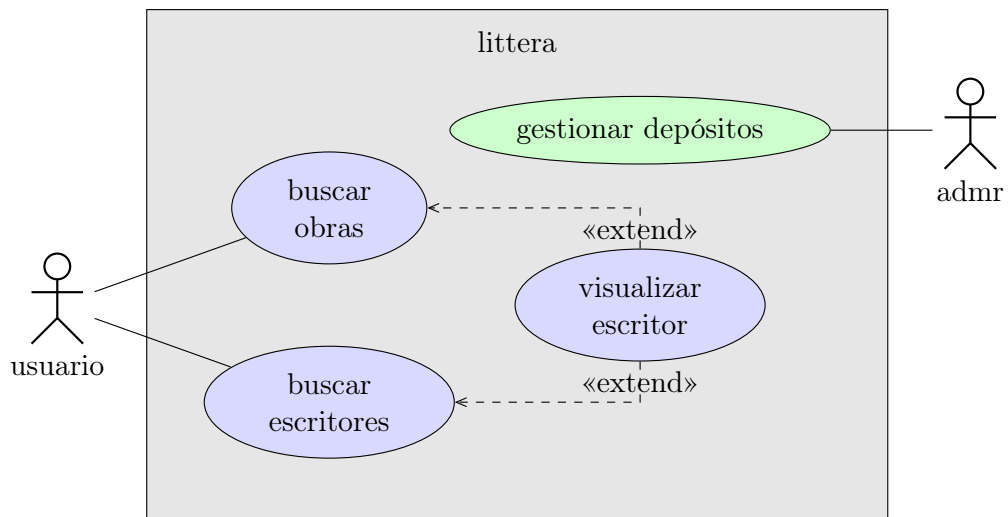 littera
gestionar depósitos
admr
buscar
obras
«extend»
visualizar
escritor
usuario
«extend»
buscar
escritores